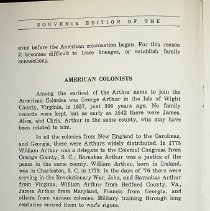 SOUVENIR EDITION OF THE
even before the American colonization began. For this reason
it becomes difficult to trace lineages, or establish family
connections.
AMERICAN COLONISTS
Among the earliest of the Arthur name to join the
American Colonies was George Arthur in the Isle of Wight
County, Virginia, in 1637, just 300 years ago. No family
records were kept, but as early as 1642 there were James,
Alice, and Chris. Arthur in the same county, who may have
been related to him.
In all the colonies from New England to the Carolinas,
and Georgia, there were Arthurs widely distributed. In 1775
William Arthur was a delegate to the Colonial Congress from
Orange County, S. C. Barnabas Arthur was a justice of the
peace in the same county. William Arthur, born in Ireland,
was in Charleston, S. C. in 1773. In the days of '76 there were
serving in the Revolutionary War, John, and Barnabas Arthur
from Virginia, William Arthur from Bedford County, Va.
James Arthur from Maryland, Francis from Georgia, and
others from various colonies. Military training through long
centuries enured them to war's rigors.